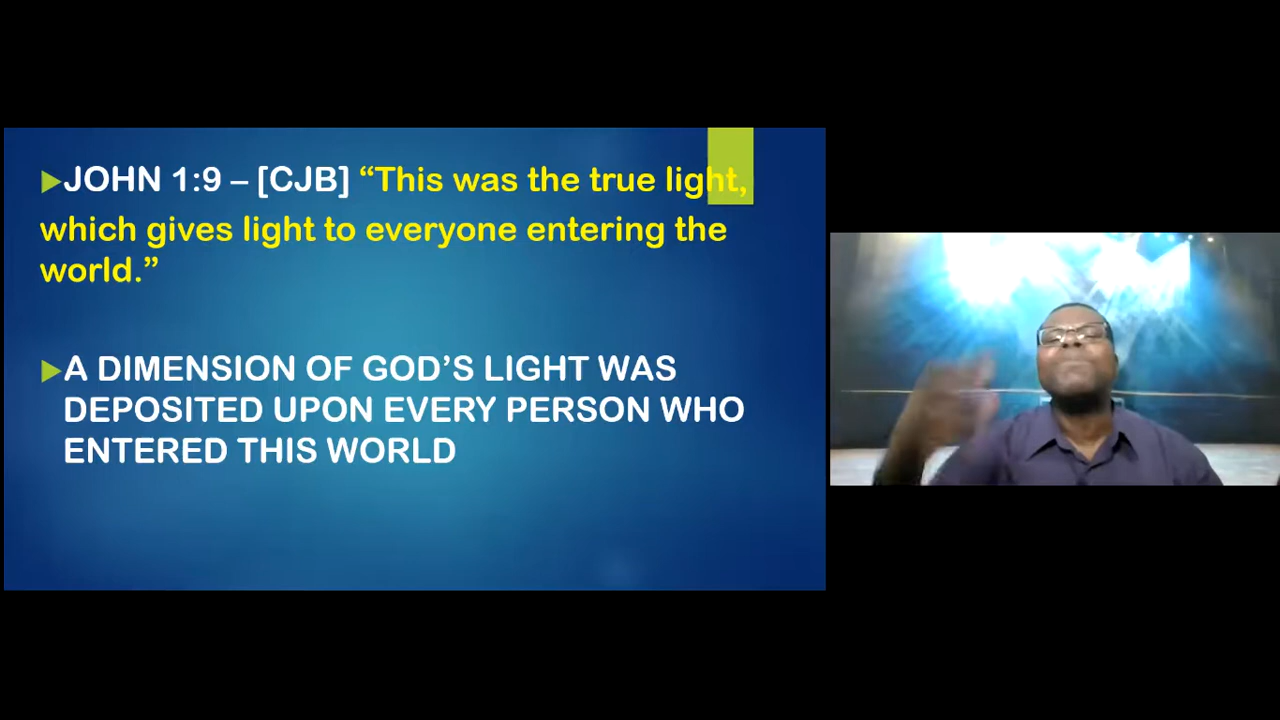 JOHN 1:9 – [CJB] “This was the true light,
which gives light to everyone entering the
world.”
A DIMENSION OF GOD’S LIGHT WAS
DEPOSITED UPON EVERY PERSON WHO
ENTERED THIS WORLD